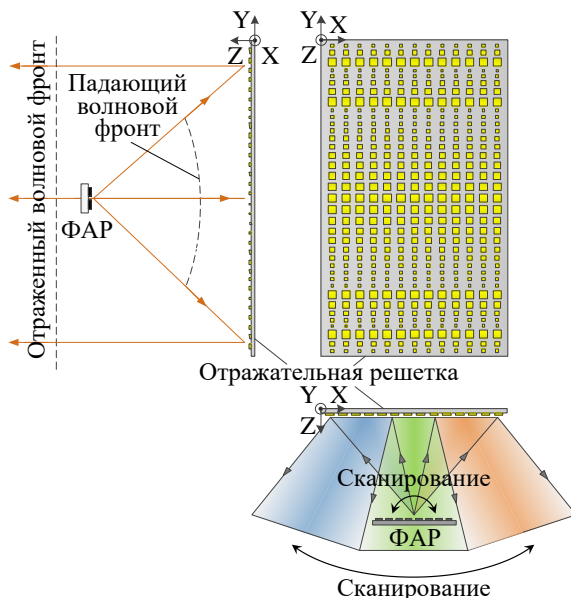 Y
Z
X
Y
X
Z
Падающий
волновой
фронт
Отраженный волновой фронт
ФАР
Отражательная решетка
Y
X
Z
Сканирование
ФАР
Сканирование